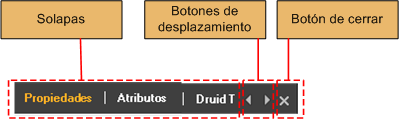 Solapas
Botones de
desplazamiento
Botón de cerrar
Propiedades | Atributos | Druid T